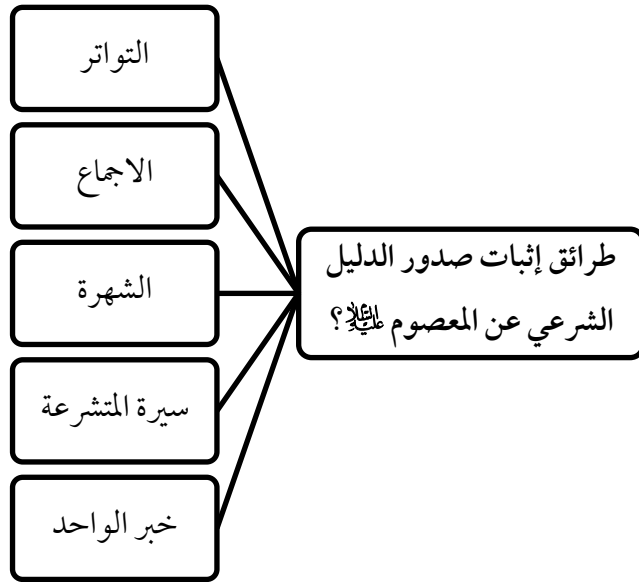 طرائق إثبات صدور الدليل
الشرعي عن المعصوم عليه السلام؟
التواتر
الاجماع
الشهرة
سيرة المتشرعة
خبر الواحد